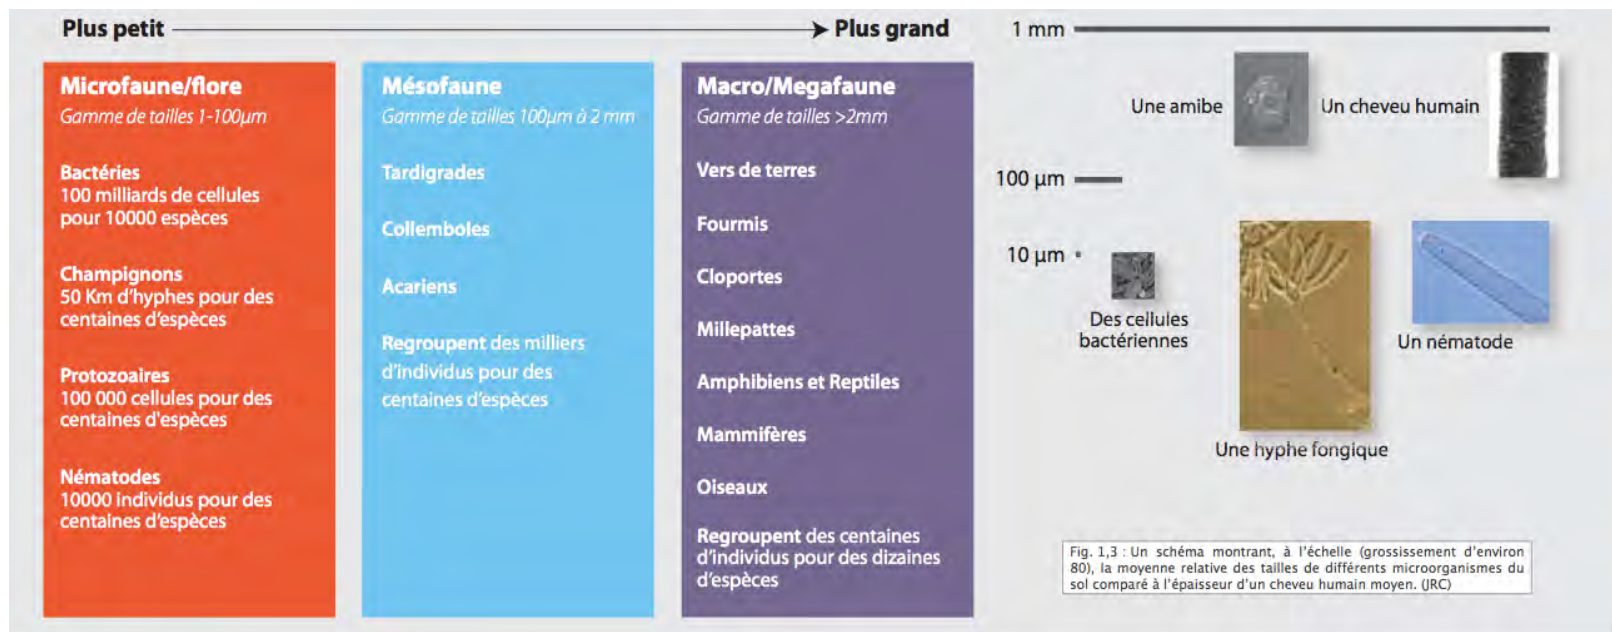 Plus petit
Plus grand
Microfaune/flore
Gamme de tailles 1-100µm
Bactéries
100 milliards de cellules
pour 10000 espèces
Champignons
50 Km d'hyphes pour des
centaines d'espèces
Protozoaires
100 000 cellules pour des
centaines d'espèces
Nématodes
10000 individus pour des
centaines d'espèces
Mésofaune
Gamme de tailles 100µm à 2 mm
Tardigrades
Collemboles
Acariens
Regroupent des milliers
d'individus pour des
centaines d'espèces
Macro/Megafaune
Gamme de tailles >2mm
Vers de terres
Fourmis
Cloportes
Millepattes
Amphibiens et Reptiles
Mammifères
Oiseaux
Regroupent des centaines
d'individus pour des dizaines
d'espèces
1 mm
Une amibe
Un cheveu humain
100 µm
10 µm
Des cellules
bactériennes
Un nématode
Une hyphe fongique
Fig. 1,3 : Un schéma montrant, à l'échelle (grossissement d'environ
80), la moyenne relative des tailles de différents microorganismes du
sol comparé à l'épaisseur d'un cheveu humain moyen. (JRC)